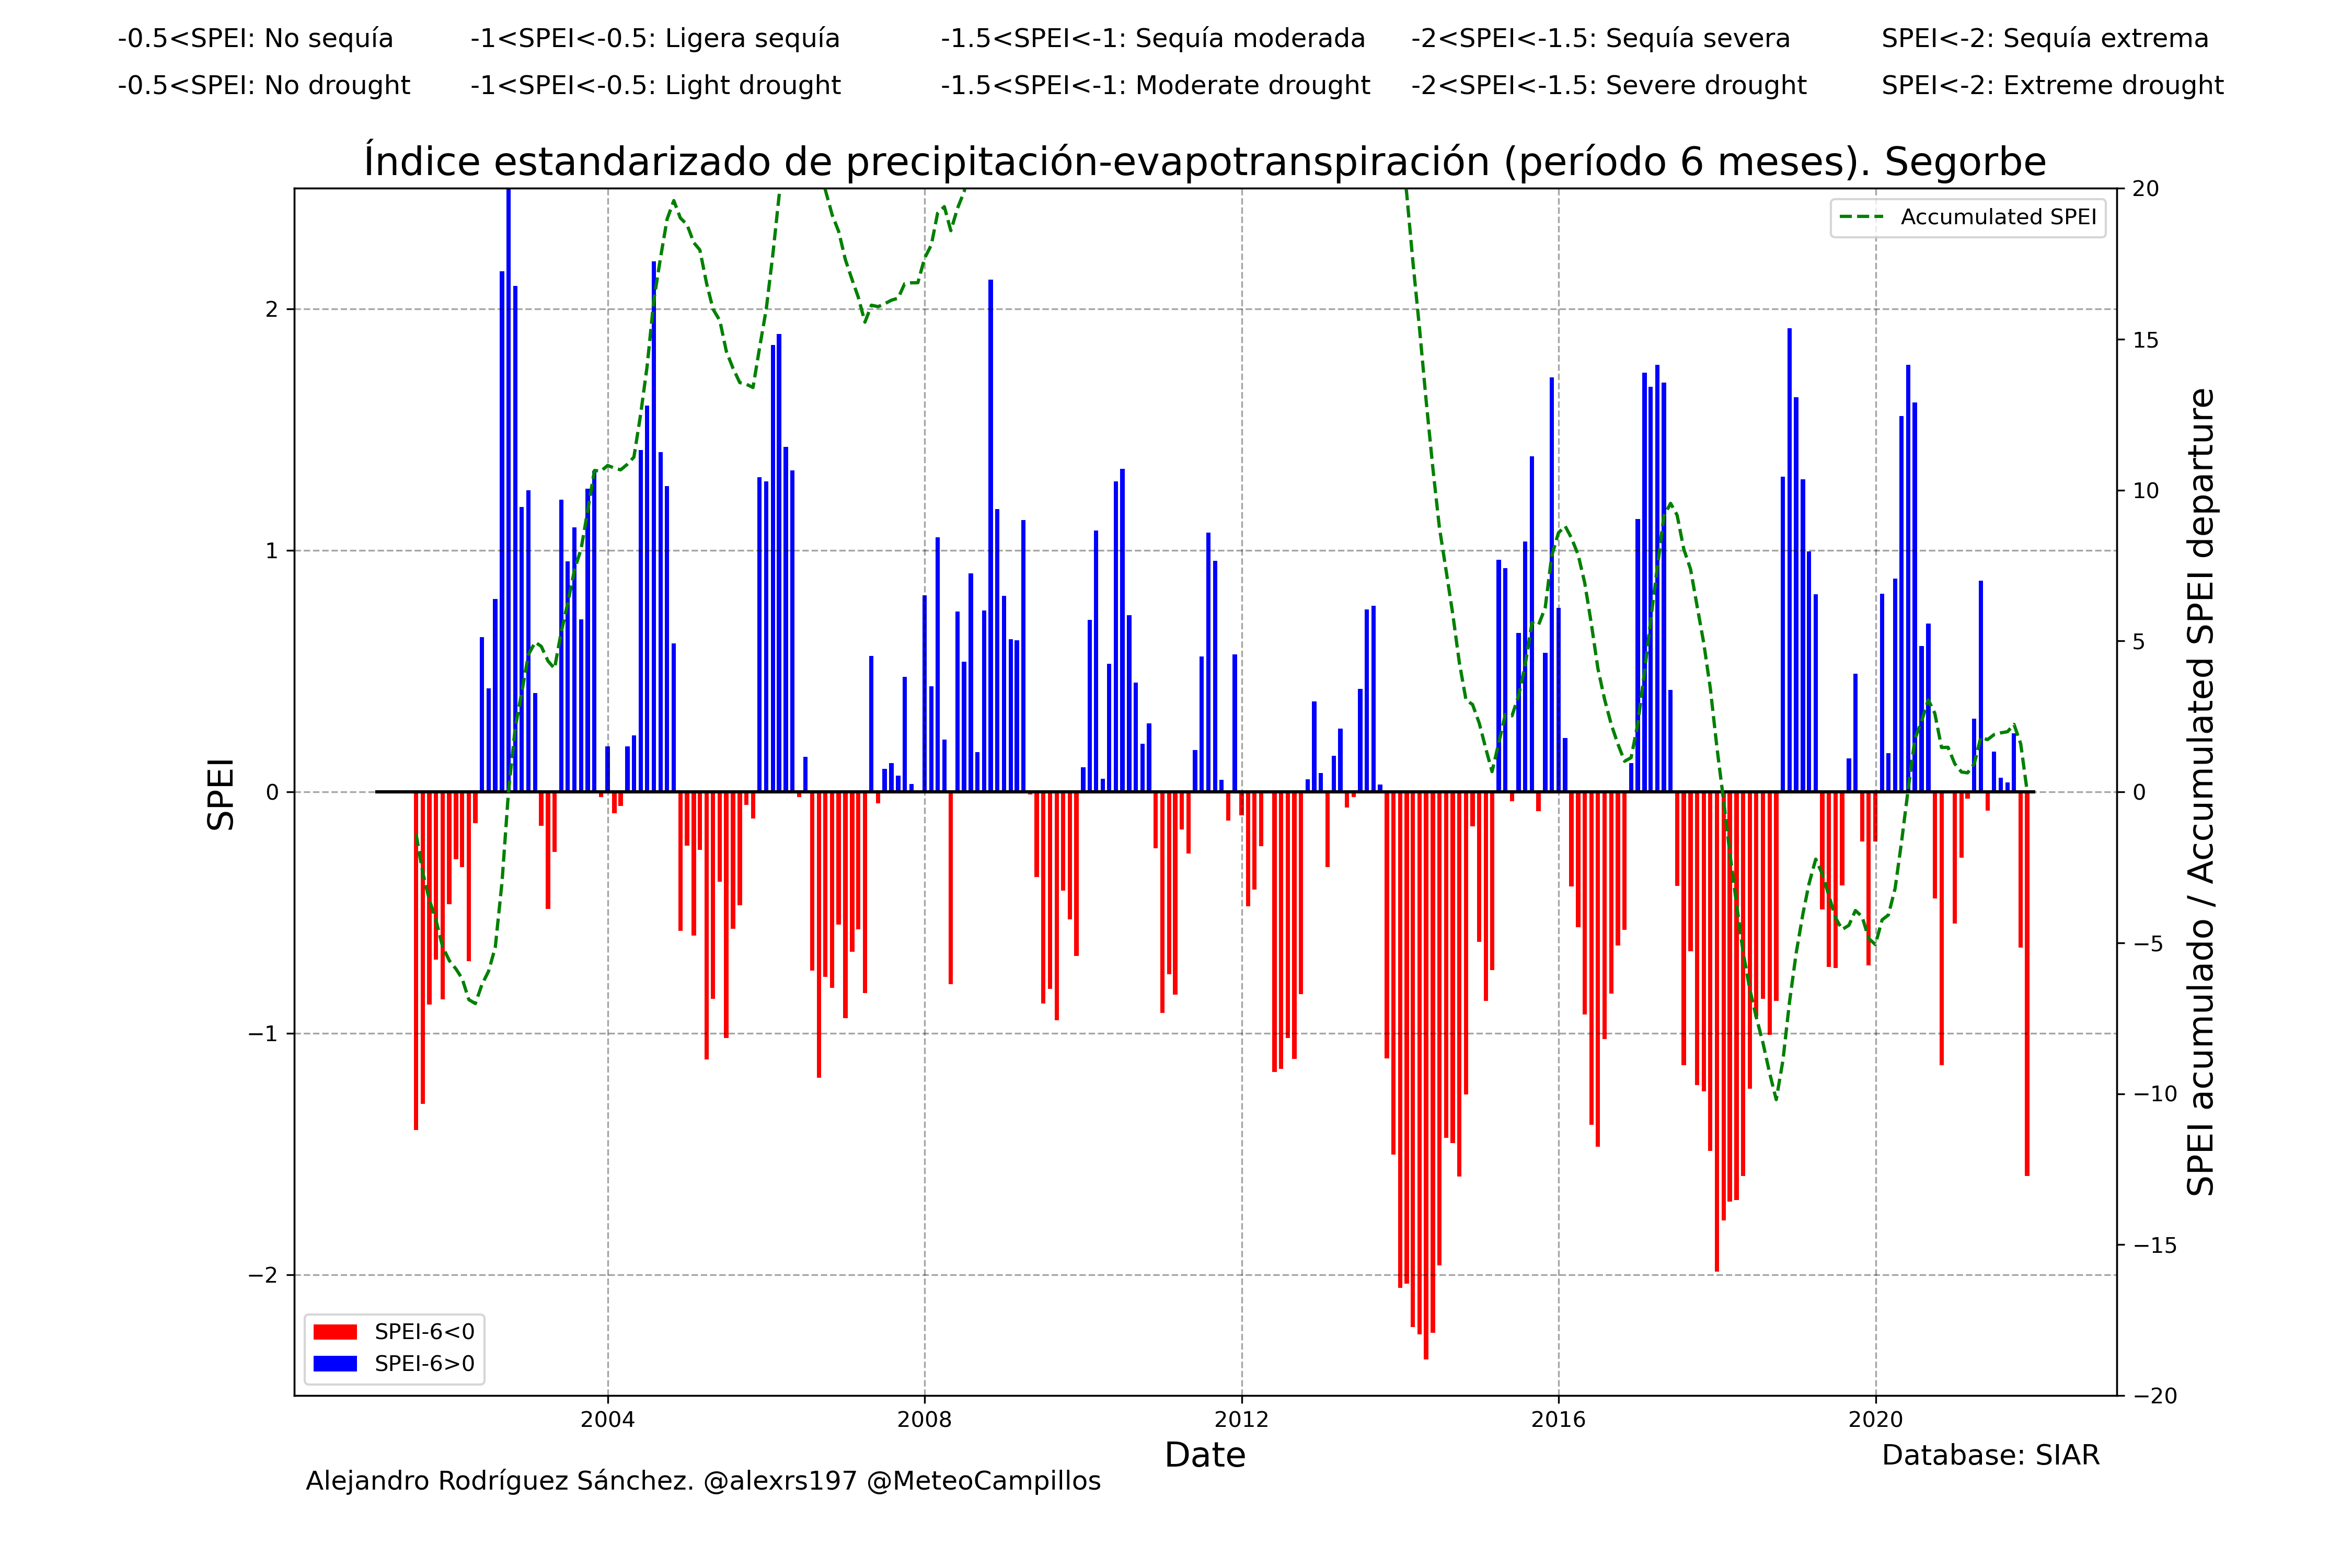 -0.5<SPEI: No sequía -1<SPEI<-0.5: Ligera sequía -1.5<SPEI<-1: Sequía moderada -2<SPEI<-1.5: Sequía severa SPEI<-2: Sequía extrema
-0.5<SPEI: No drought -1<SPEI<-0.5: Light drought -1.5<SPEI<-1: Moderate drought -2<SPEI<-1.5: Severe drought SPEI<-2: Extreme drought
Índice estandarizado de precipitación-evapotranspiración (período 6 meses). Segorbe
Accumulated SPEI
SPEI
2
1
0
−1
−2
20
15
10
5
0
−5
−10
−15
−20
SPEI acumulado / Accumulated SPEI departure
SPEI-6<0
SPEI-6>0
2004 2008 2012 2016 2020
Date
Database: SIAR
Alejandro Rodríguez Sánchez. @alexrs197 @MeteoCampillos